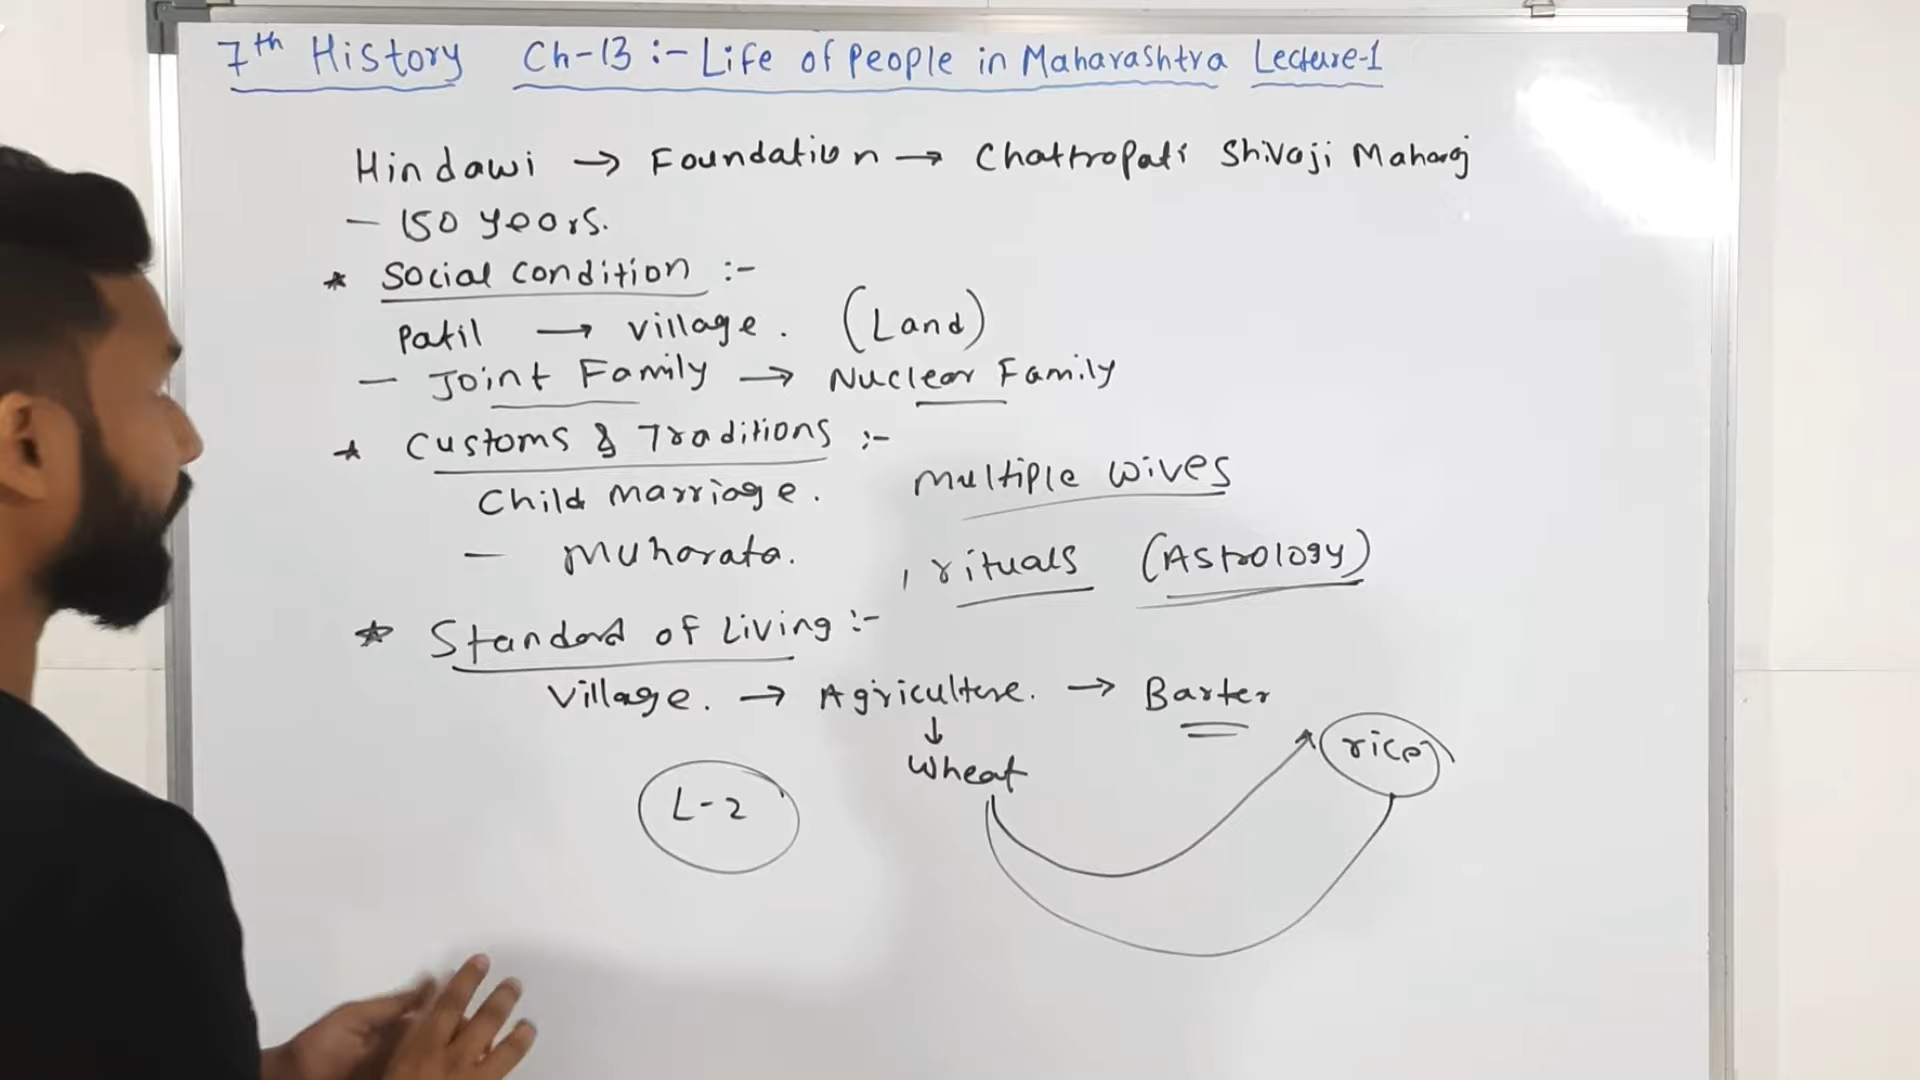 7th History Ch-13 :- Life of People in Maharashtra Lecture-1
Hindawi → Foundation → Chattropati Shivaji Maharaj
- 150 years.
* Social Condition :-
Patil → village. (Land)
- Joint Family → Nuclear Family
* Customs & Traditions :-
Child marriage. multiple wives
- Muharata. , rituals (Astrology)
* Standard of Living :-
Village. → Agriculture. → Barter
↓
Wheat rice
L-2